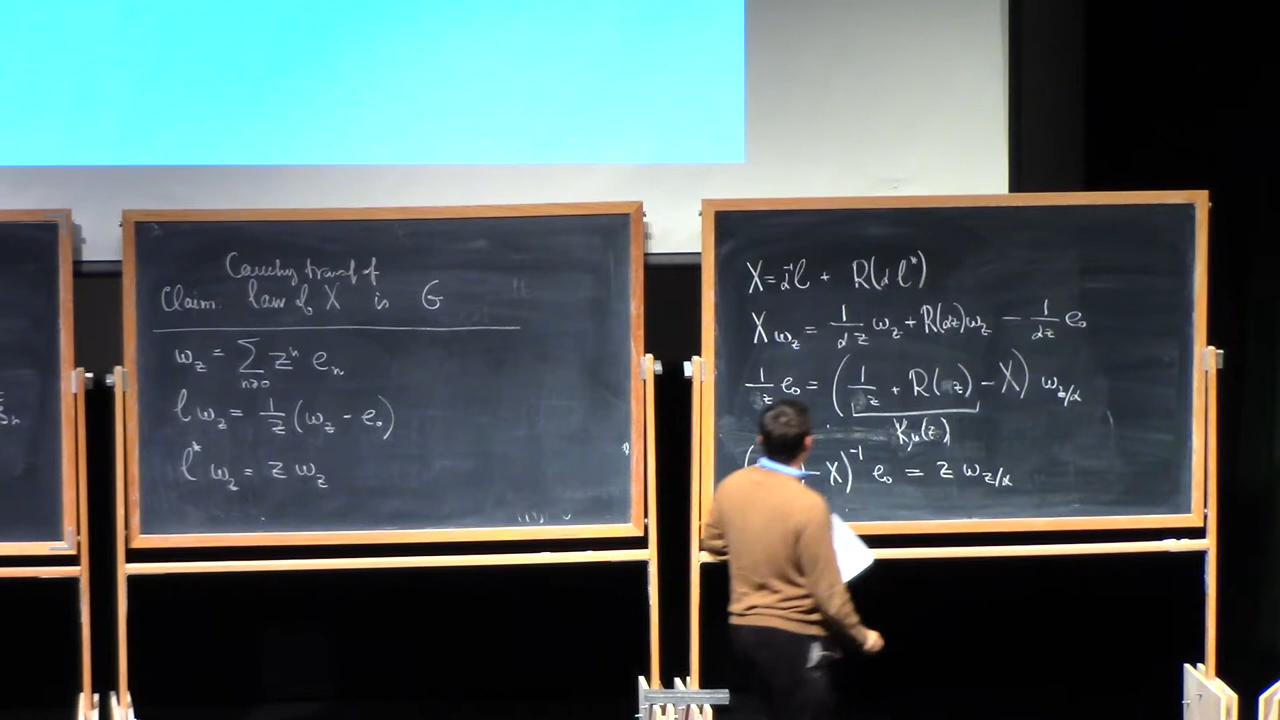 Cauchy transf of
Claim: law of X is G
ω_z = ∑_{n≥0} z^n e_n
l ω_z = 1/z (ω_z - e_0)
l^* ω_z = z ω_z
X = α^{-1}l + R(α l^*)
X ω_z = 1/(αz) ω_z + R(αz)ω_z - 1/(αz) e_0
1/z e_0 = (1/z + R(z) - X) ω_{z/α}
K_μ(z)
- X)^{-1} e_0 = z ω_{z/α}